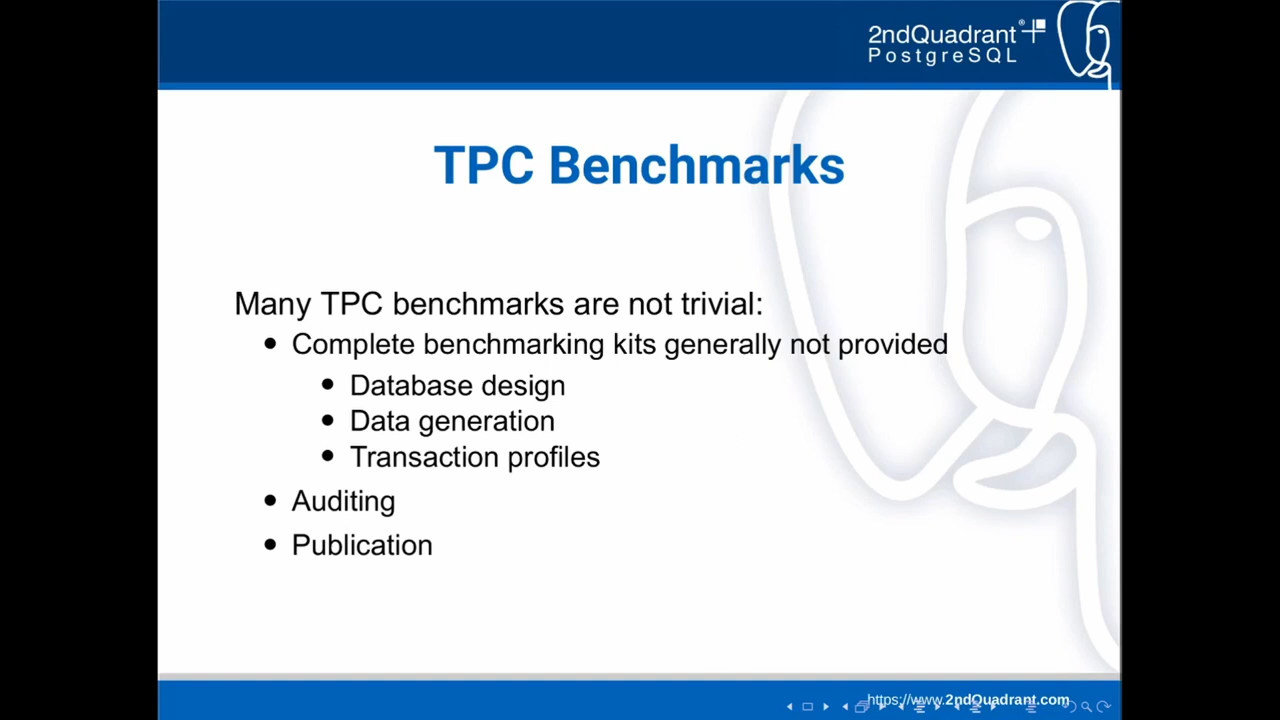 2ndQuadrant®
PostgreSQL
TPC Benchmarks
Many TPC benchmarks are not trivial:
• Complete benchmarking kits generally not provided
• Database design
• Data generation
• Transaction profiles
• Auditing
• Publication
https://www.2ndQuadrant.com